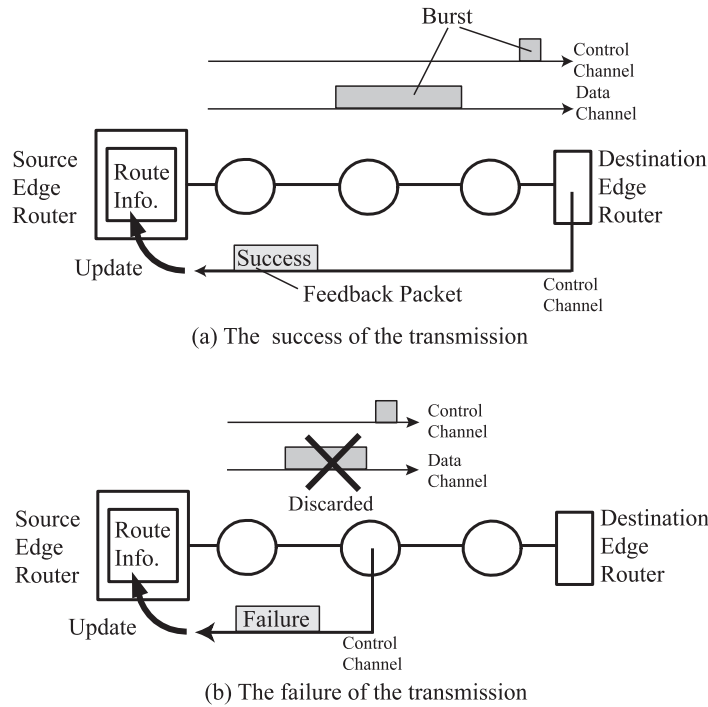 Burst
Control
Channel
Data
Channel
Source
Edge
Router
Route
Info.
Destination
Edge
Router
Update
Success
Feedback Packet
Control
Channel
(a) The success of the transmission
Control
Channel
Data
Channel
Discarded
Source
Edge
Router
Route
Info.
Destination
Edge
Router
Update
Failure
Control
Channel
(b) The failure of the transmission